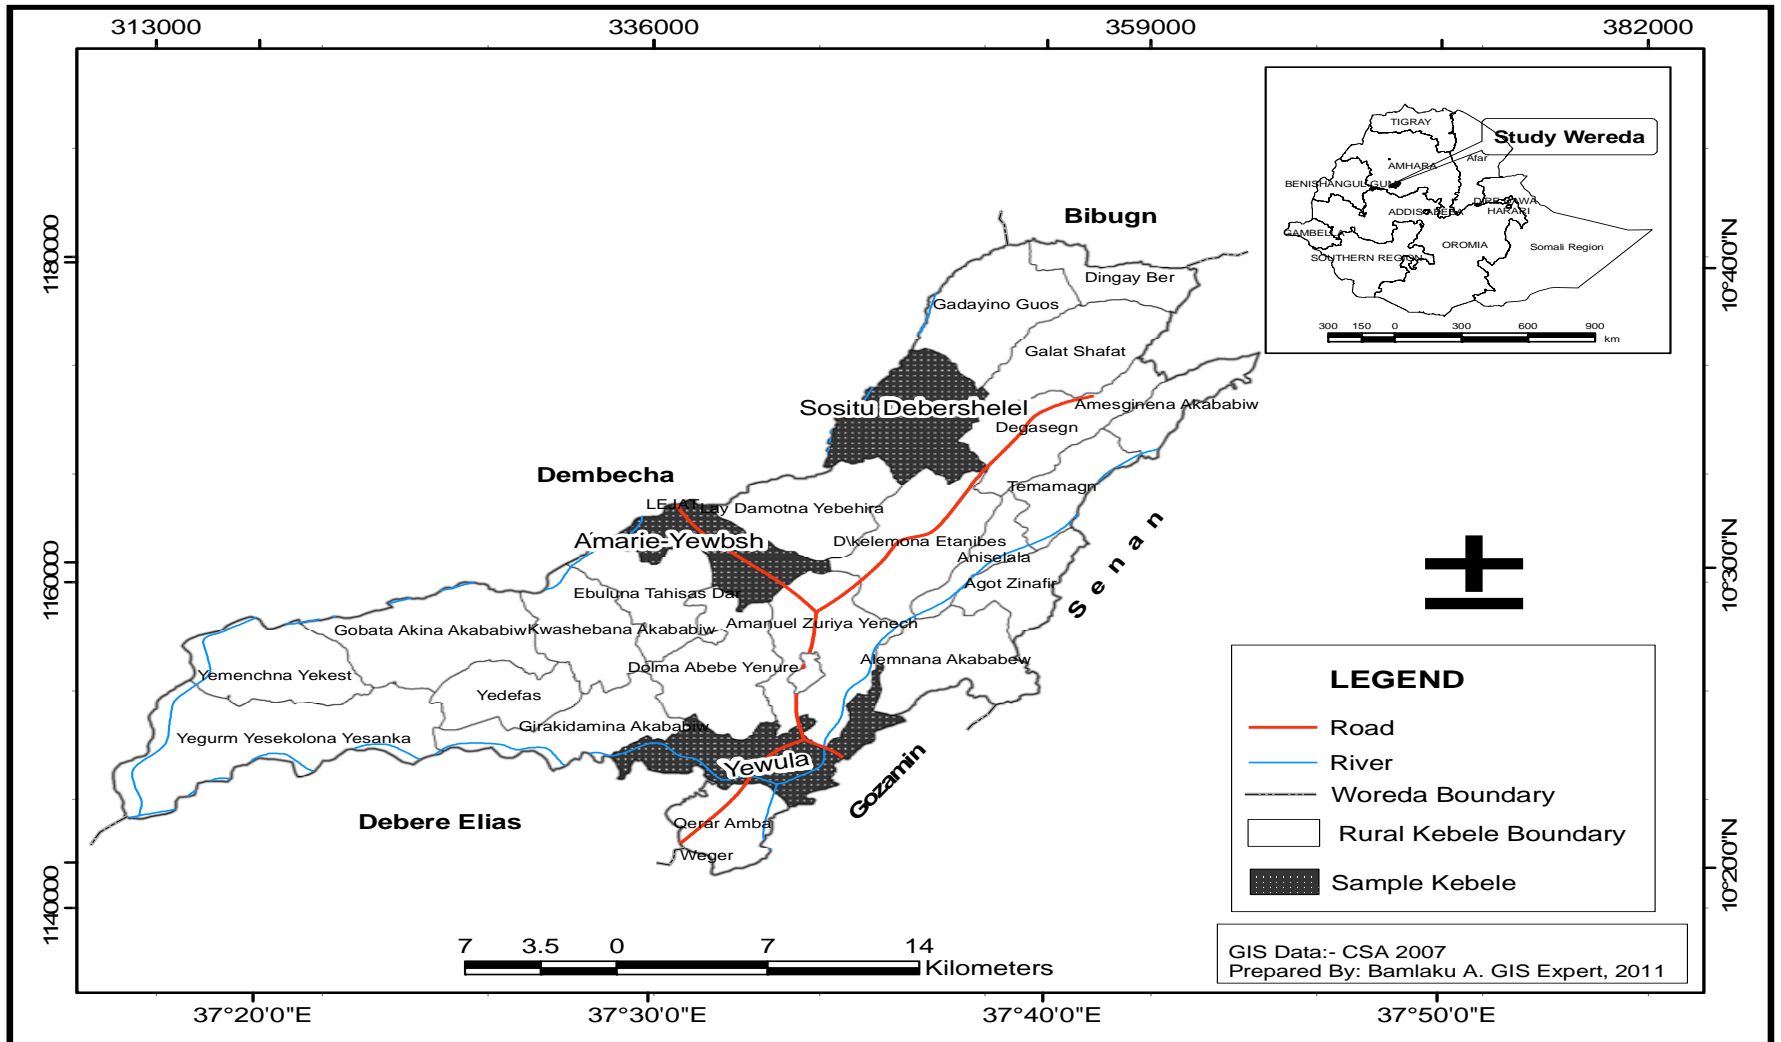 313000
336000
359000
382000
1180000
1160000
1140000
10°40'0"N
10°30'0"N
10°20'0"N
TIGRAY
Study Wereda
AMHARA
Afar
BENISHANGUL GUM
DIRE DAWA
ADDIS ABEBA
HARARI
GAMBELLA
OROMIA
Somali Region
SOUTHERN REGION
300 150 0 300 600 900
km
Bibugn
Dingay Ber
Gadayino Guos
Galat Shafat
Sositu Debershelel
Amesginena Akababiw
Degasegn
Dembecha
Temamagn
LEJAT
Lay Damotna Yebehira
Amarie-Yewbsh
D\kelemona Etanibes
Aniselala
Senan
Agot Zinafir
Ebuluna Tahisas Dar
Gobata Akina Akababiw
Kwashebana Akababiw
Amanuel Zuriya Yenech
Dolma Abebe Yenure
Alemnana Akababew
Yemenchna Yekest
Yedefas
Girakidamina Akababiw
Yegurm Yesekolona Yesanka
Yewula
Gozamin
Debere Elias
Qerar Amba
Weger
LEGEND
Road
River
Woreda Boundary
Rural Kebele Boundary
Sample Kebele
GIS Data:- CSA 2007
Prepared By: Bamlaku A. GIS Expert, 2011
7 3.5 0 7 14
Kilometers
37°20'0"E
37°30'0"E
37°40'0"E
37°50'0"E